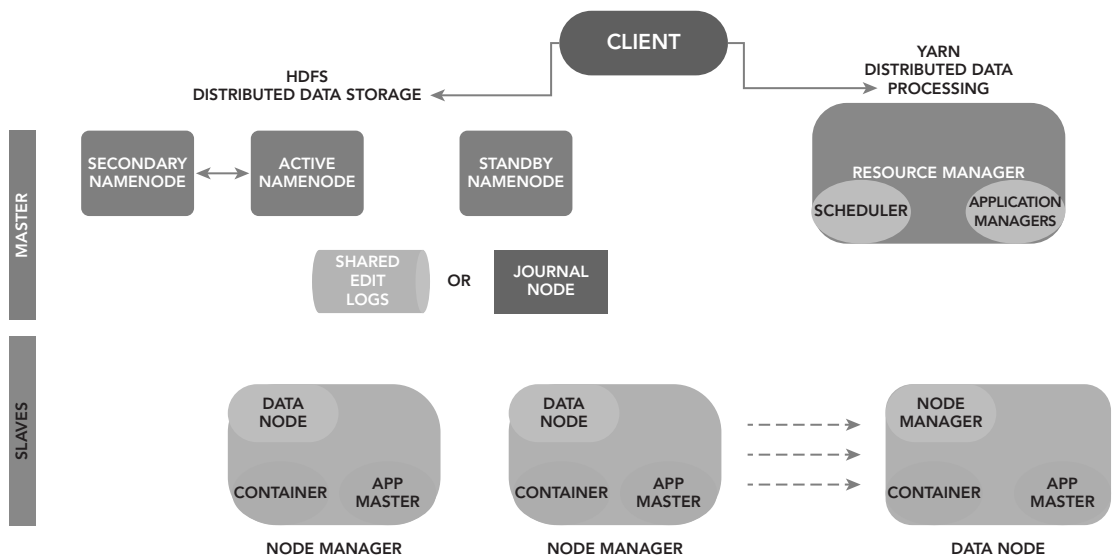 CLIENT
YARN
DISTRIBUTED DATA
PROCESSING
HDFS
DISTRIBUTED DATA STORAGE
MASTER
SECONDARY
NAMENODE
ACTIVE
NAMENODE
STANDBY
NAMENODE
RESOURCE MANAGER
SCHEDULER
APPLICATION
MANAGERS
SHARED
EDIT
LOGS
OR
JOURNAL
NODE
SLAVES
DATA
NODE
CONTAINER
APP
MASTER
NODE MANAGER
DATA
NODE
CONTAINER
APP
MASTER
NODE MANAGER
NODE
MANAGER
CONTAINER
APP
MASTER
DATA NODE